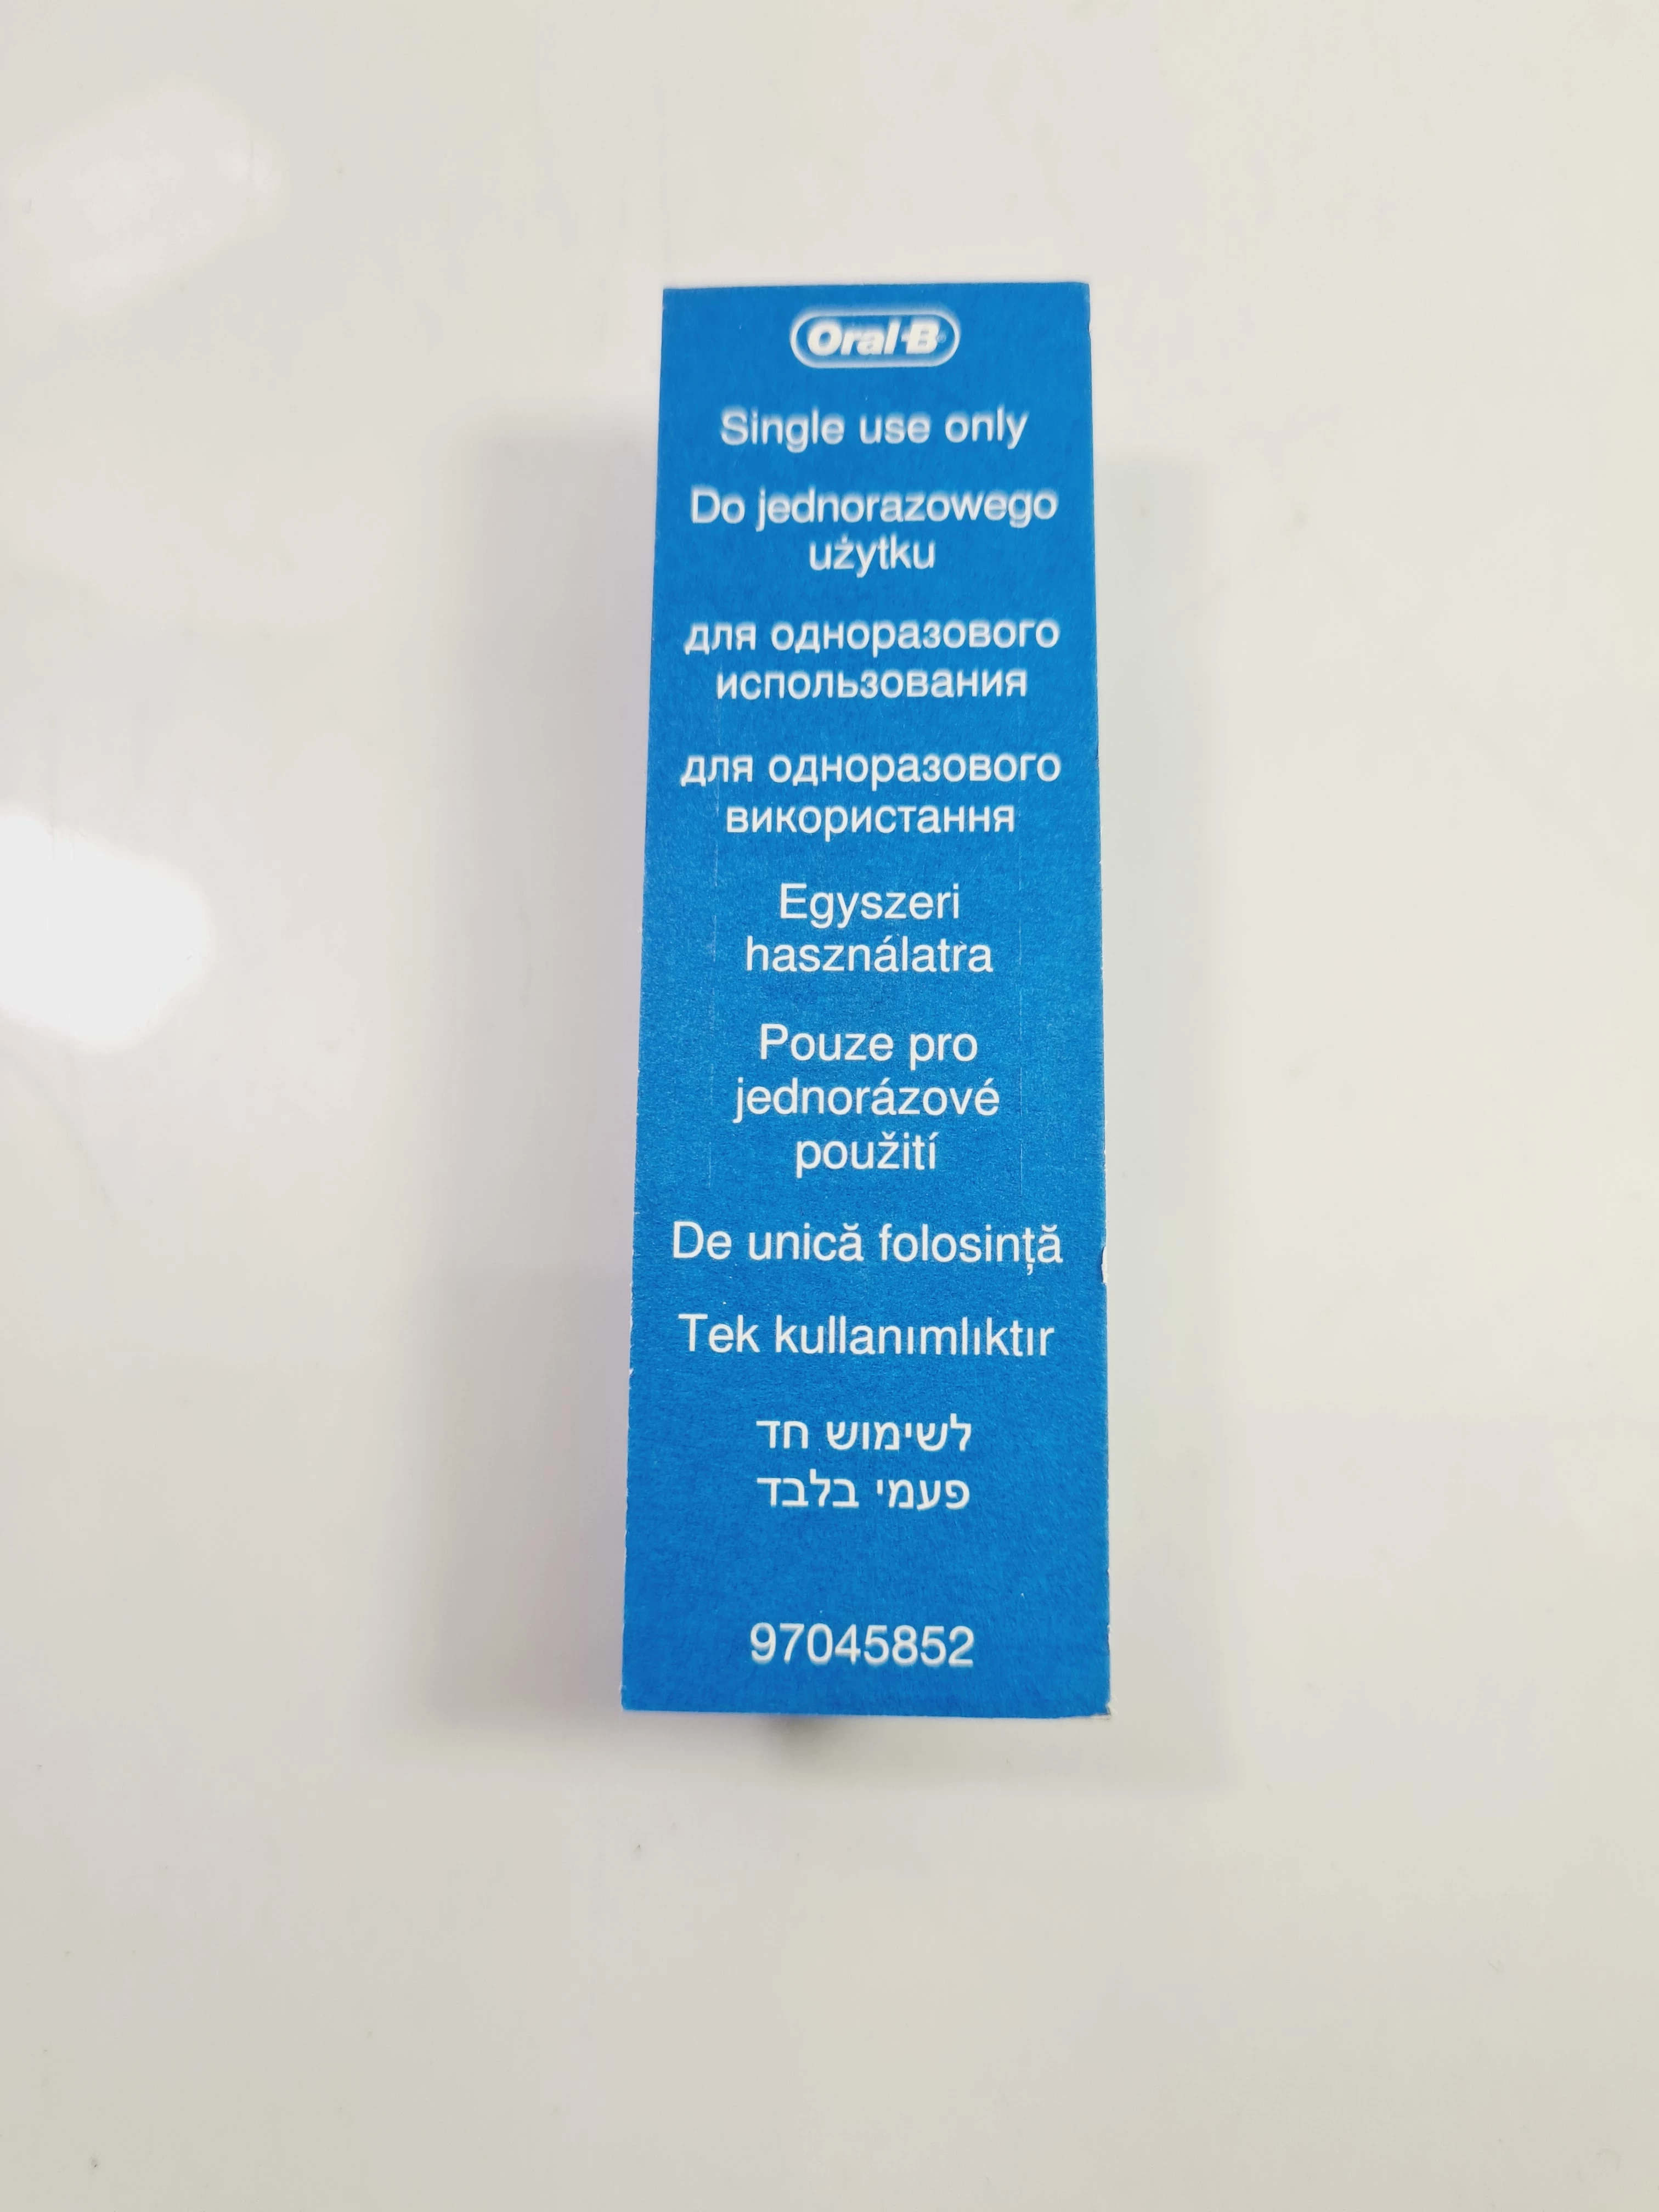 Oral-B
Single use only
Do jednorazowego
użytku
для одноразового
использования
для одноразового
використання
Egyszeri
használatra
Pouze pro
jednorázové
použití
De unică folosință
Tek kullanımlıktır
לשימוש חד
פעמי בלבד
97045852